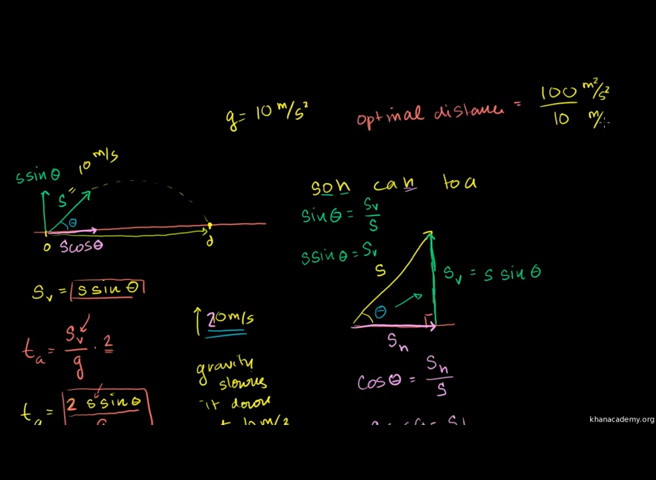 g = 10 m/s²
optimal distance = 100 m²/s² / 10 m/s
s sin θ
s = 10 m/s
θ
0
s cos θ
d
soh cah toa
sin θ = Sv/S
s sin θ = Sv
S
θ
Sv = s sin θ
Sh
cos θ = Sh/S
Sv = s sin θ
ta = Sv/g · 2
ta = 2 s sin θ
20 m/s
gravity
slows
it down
khanacademy.org